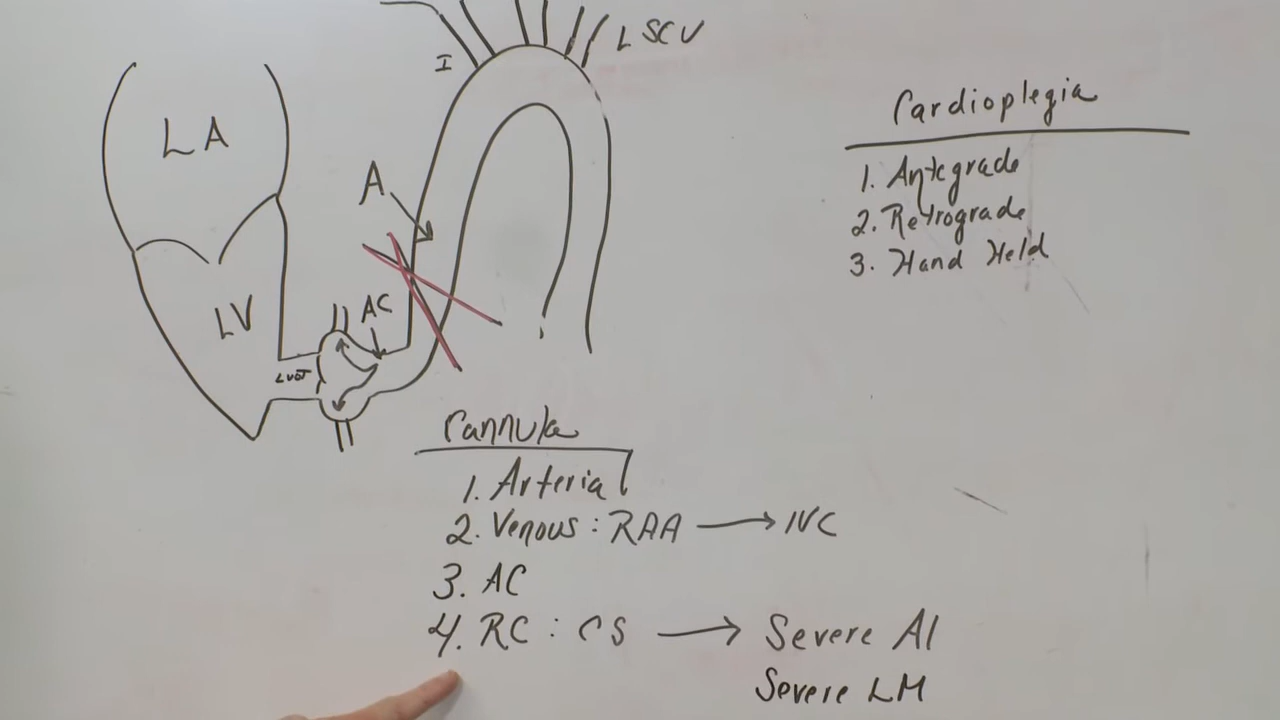 I
L SCV
LA
A
LV
AC
LVOT
Cardioplegia
1. Antegrade
2. Retrograde
3. Hand Held
Cannula
1. Arterial
2. Venous : RAA → IVC
3. AC
4. RC : CS → Severe AI
Severe LM